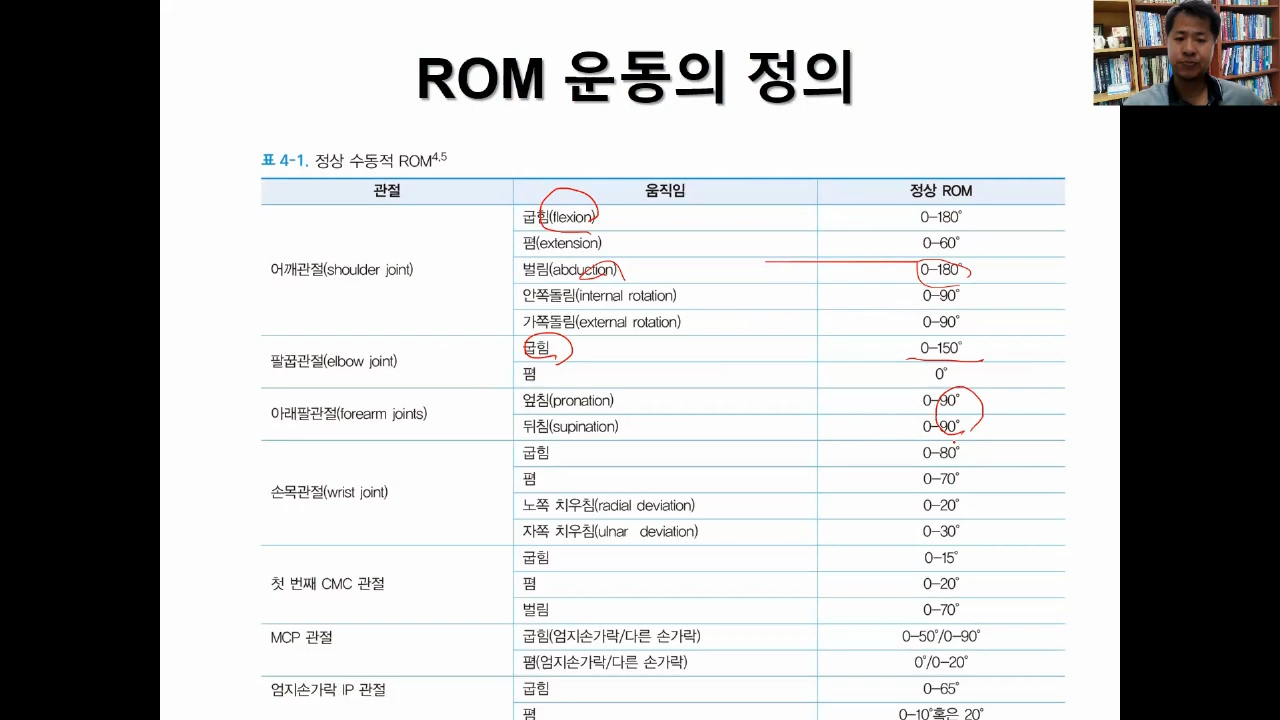 ROM 운동의 정의
표 4-1. 정상 수동적 ROM4,5
관절 움직임 정상 ROM
어깨관절(shoulder joint) 굽힘(flexion) 0–180°
폄(extension) 0–60°
벌림(abduction) 0–180°
안쪽돌림(internal rotation) 0–90°
가쪽돌림(external rotation) 0–90°
팔꿉관절(elbow joint) 굽힘 0–150°
폄 0°
아래팔관절(forearm joints) 엎침(pronation) 0–90°
뒤침(supination) 0–90°
손목관절(wrist joint) 굽힘 0–80°
폄 0–70°
노쪽 치우침(radial deviation) 0–20°
자쪽 치우침(ulnar deviation) 0–30°
첫 번째 CMC 관절 굽힘 0–15°
폄 0–20°
벌림 0–70°
MCP 관절 굽힘(엄지손가락/다른 손가락) 0–50°/0–90°
폄(엄지손가락/다른 손가락) 0°/0–20°
엄지손가락 IP 관절 굽힘 0–65°
폄 0–10°혹은 20°